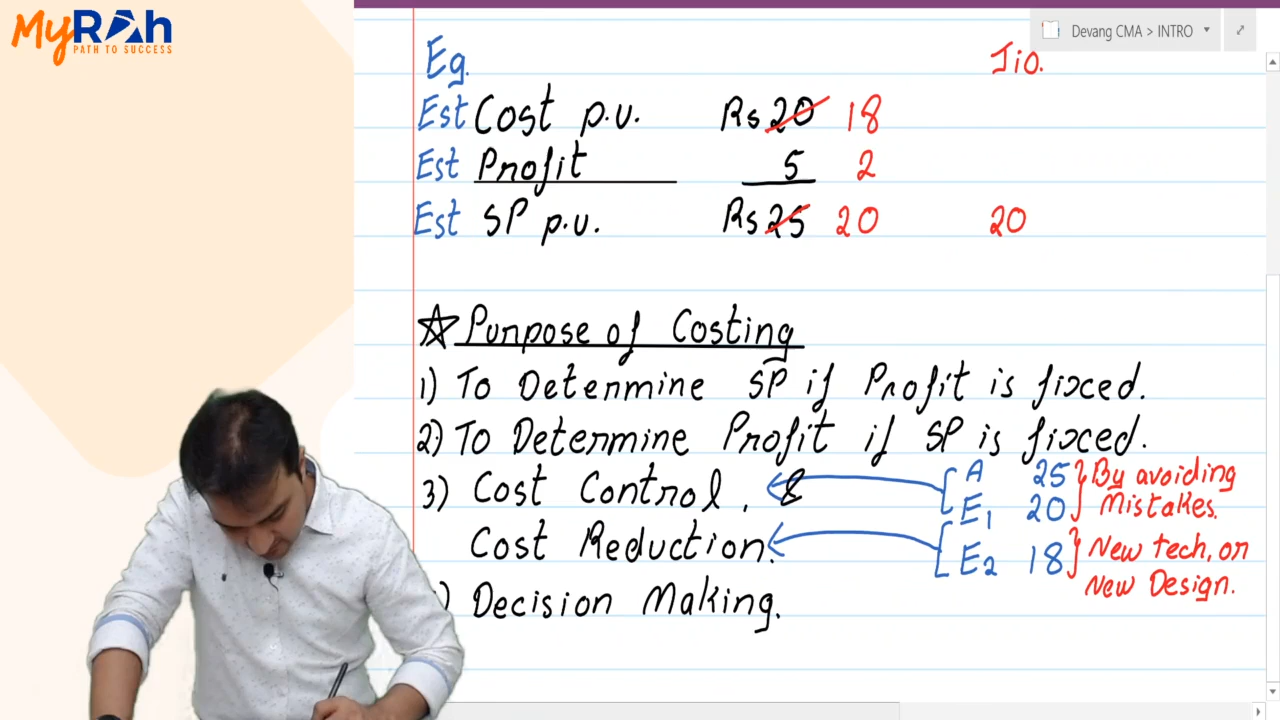 MyRAh
PATH TO SUCCESS
Devang CMA > INTRO
Eg. Jio.
Est Cost p.u. Rs 20 18
Est Profit 5 2
Est SP p.u. Rs 25 20 20
Purpose of Costing
1) To Determine SP if Profit is fixed.
2) To Determine Profit if SP is fixed.
3) Cost Control. & A 25 By avoiding
E1 20 Mistakes.
Cost Reduction. E2 18 New tech, or
New Design.
) Decision Making.